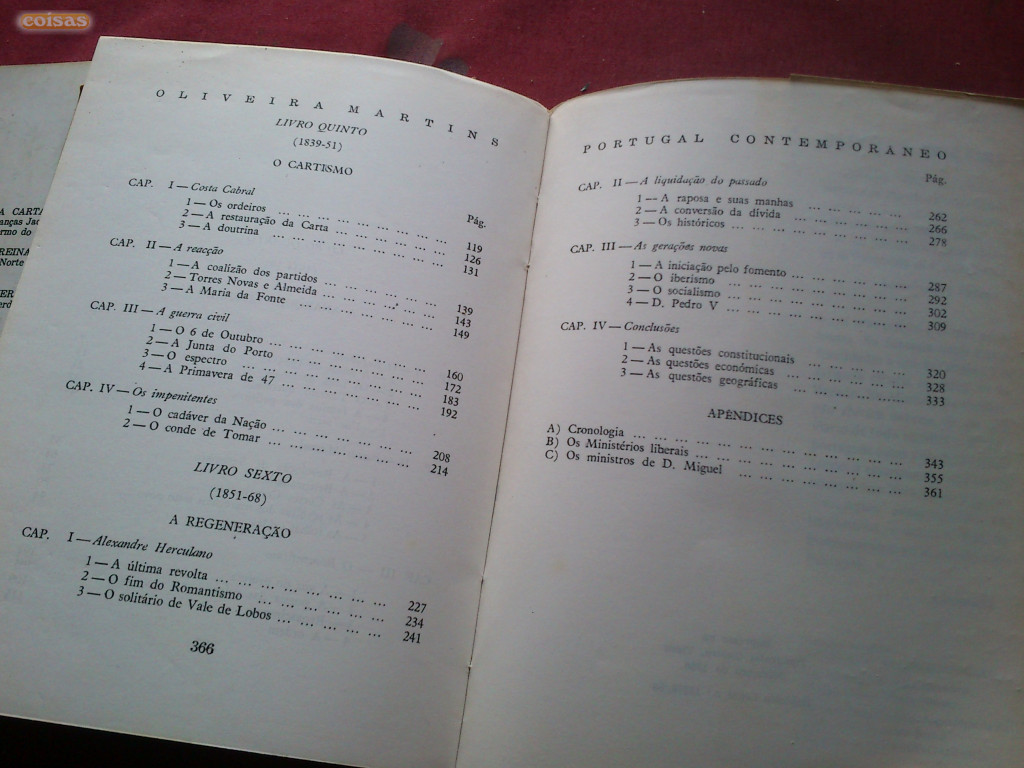 coisas
A CARTA
anças Jac
ermo do
REINA
Norte
VER
OLIVEIRA MARTINS
LIVRO QUINTO
(1839-51)
O CARTISMO
Pág.
CAP. I — Costa Cabral
1 — Os ordeiros ... ... ... ... ... ... ... 119
2 — A restauração da Carta ... ... ... ... ... 126
3 — A doutrina ... ... ... ... ... ... ... 131
CAP. II — A reacção
1 — A coalizão dos partidos ... ... ... ... ... 139
2 — Torres Novas e Almeida ... ... ... ... ... 143
3 — A Maria da Fonte ... ... ... ... ... ... 149
CAP. III — A guerra civil
1 — O 6 de Outubro ... ... ... ... ... ... 160
2 — A Junta do Porto ... ... ... ... ... ... 172
3 — O espectro ... ... ... ... ... ... ... 183
4 — A Primavera de 47 ... ... ... ... ... ... 192
CAP. IV — Os impenitentes
1 — O cadáver da Nação ... ... ... ... ... ... 208
2 — O conde de Tomar ... ... ... ... ... ... 214
LIVRO SEXTO
(1851-68)
A REGENERAÇÃO
CAP. I — Alexandre Herculano
1 — A última revolta ... ... ... ... ... ... ... 227
2 — O fim do Romantismo ... ... ... ... ... ... 234
3 — O solitário de Vale de Lobos ... ... ... ... 241
366
PORTUGAL CONTEMPORANEO
Pág.
CAP. II — A liquidação do passado
1 — A raposa e suas manhas ... ... ... ... ... 262
2 — A conversão da dívida ... ... ... ... ... 266
3 — Os históricos ... ... ... ... ... ... ... 278
CAP. III — As gerações novas
1 — A iniciação pelo fomento ... ... ... ... ... 287
2 — O iberismo ... ... ... ... ... ... ... 292
3 — O socialismo ... ... ... ... ... ... ... 302
4 — D. Pedro V ... ... ... ... ... ... ... 309
CAP. IV — Conclusões
1 — As questões constitucionais ... ... ... ... 320
2 — As questões económicas ... ... ... ... ... 328
3 — As questões geográficas ... ... ... ... ... 333
APÊNDICES
A) Cronologia ... ... ... ... ... ... ... ... ... 343
B) Os Ministérios liberais ... ... ... ... ... ... ... 355
C) Os ministros de D. Miguel ... ... ... ... ... ... 361